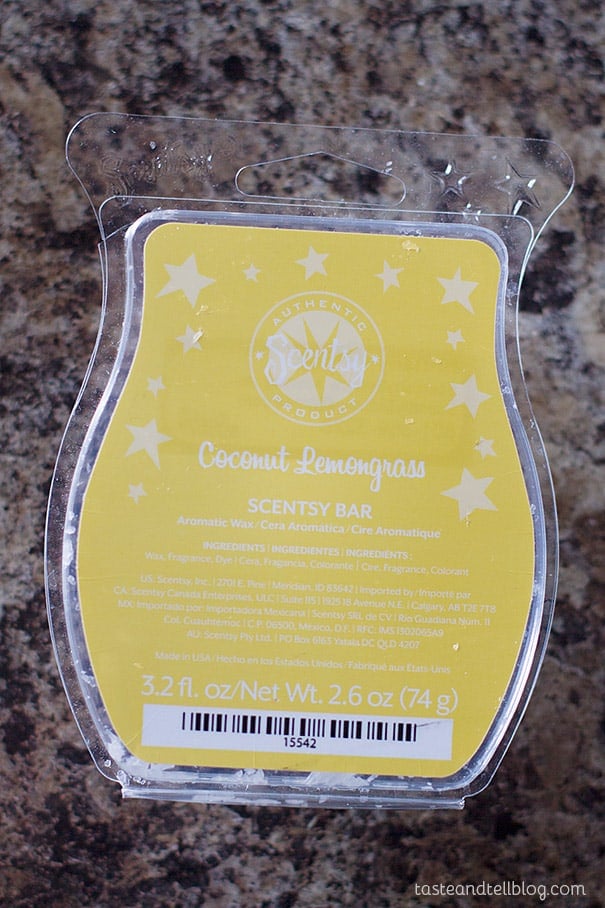 AUTHENTIC
Scentsy
PRODUCT
Coconut Lemongrass
SCENTSY BAR
Aromatic Wax/Cera Aromatica/Cire Aromatique
INGREDIENTS | INGREDIENTES | INGRÉDIENTS :
Wax, Fragrance, Dye | Cera, Fragancia, Colorante | Cire, Fragrance, Colorant
US: Scentsy, Inc. | 2701 E. Pine | Meridian, ID 83642 | Imported by / Importé par
CA: Scentsy Canada Enterprises, ULC | Suite 115 | 1925 18 Avenue N.E. | Calgary, AB T2E 7T8
MX: Importado por: Importadora Mexicana | Scentsy SRL de CV | Río Guadiana Núm. 11
Col. Cuauhtémoc | C.P. 06500, México, D.F. | RFC: IMS1302065A9
AU: Scentsy Pty Ltd. | PO Box 6163 Yatala DC QLD 4207
Made in USA/Hecho en los Estados Unidos/Fabriqué aux États-Unis
3.2 fl. oz/Net Wt. 2.6 oz (74 g)
15542
tasteandtellblog.com